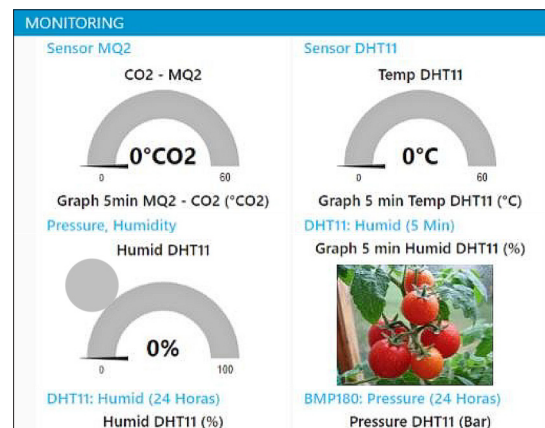 MONITORING
Sensor MQ2
CO2 - MQ2
0°CO2
0 60
Graph 5min MQ2 - CO2 (°CO2)
Pressure, Humidity
Humid DHT11
0%
0 100
DHT11: Humid (24 Horas)
Humid DHT11 (%)
Sensor DHT11
Temp DHT11
0°C
0 60
Graph 5 min Temp DHT11 (°C)
DHT11: Humid (5 Min)
Graph 5 min Humid DHT11 (%)
BMP180: Pressure (24 Horas)
Pressure DHT11 (Bar)